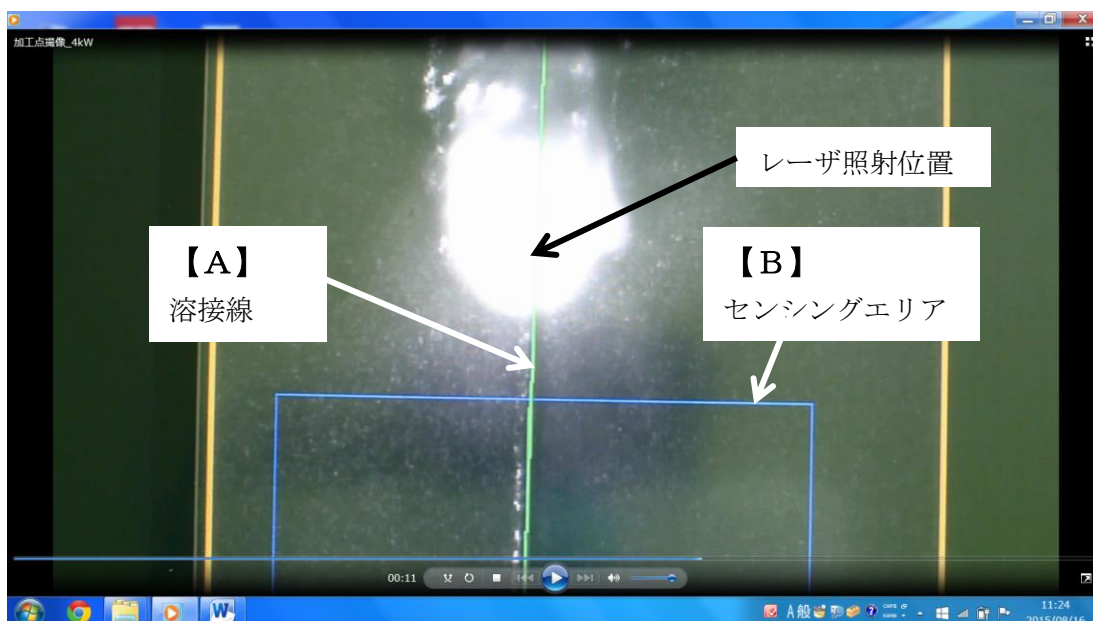 加工点撮像_4kW
レーザ照射位置
【A】
溶接線
【B】
センシングエリア
00:11
A 般
11:24
2015/08/16